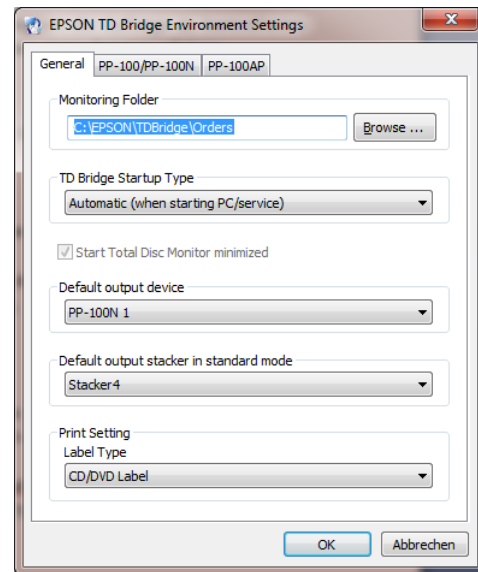 EPSON TD Bridge Environment Settings
General PP-100/PP-100N PP-100AP
Monitoring Folder
C:\EPSON\TDBridge\Orders Browse ...
TD Bridge Startup Type
Automatic (when starting PC/service)
Start Total Disc Monitor minimized
Default output device
PP-100N 1
Default output stacker in standard mode
Stacker4
Print Setting
Label Type
CD/DVD Label
OK Abbrechen